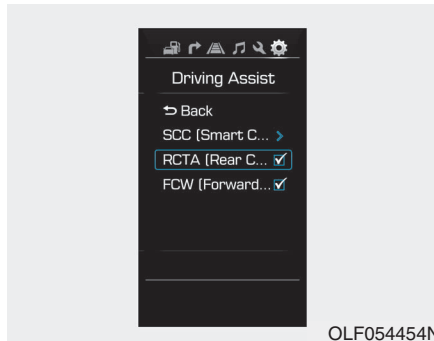 Driving Assist
Back
SCC (Smart C...
RCTA (Rear C...
FCW (Forward...
OLF054454N